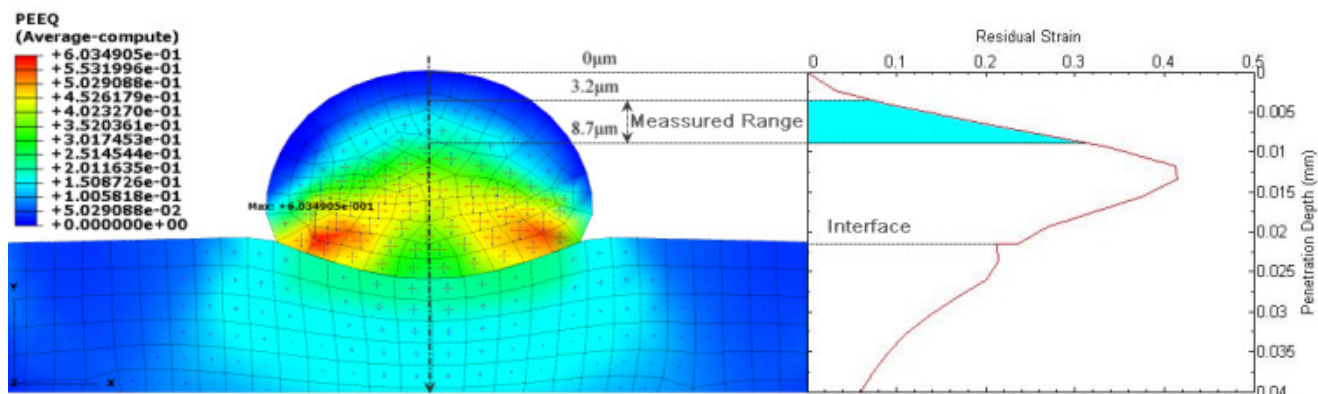 PEEQ
(Average-compute)
+6.034905e-01
+5.531996e-01
+5.029088e-01
+4.526179e-01
+4.023270e-01
+3.520361e-01
+3.017453e-01
+2.514544e-01
+2.011635e-01
+1.508726e-01
+1.005818e-01
+5.029088e-02
+0.000000e+00
Max: +6.034905e-001
Y
Z
X
0μm
3.2μm
8.7μm
Meassured Range
Interface
Residual Strain
0
0.1
0.2
0.3
0.4
0.5
0
0.005
0.01
0.015
0.02
0.025
0.03
0.035
0.04
Penetration Depth (mm)